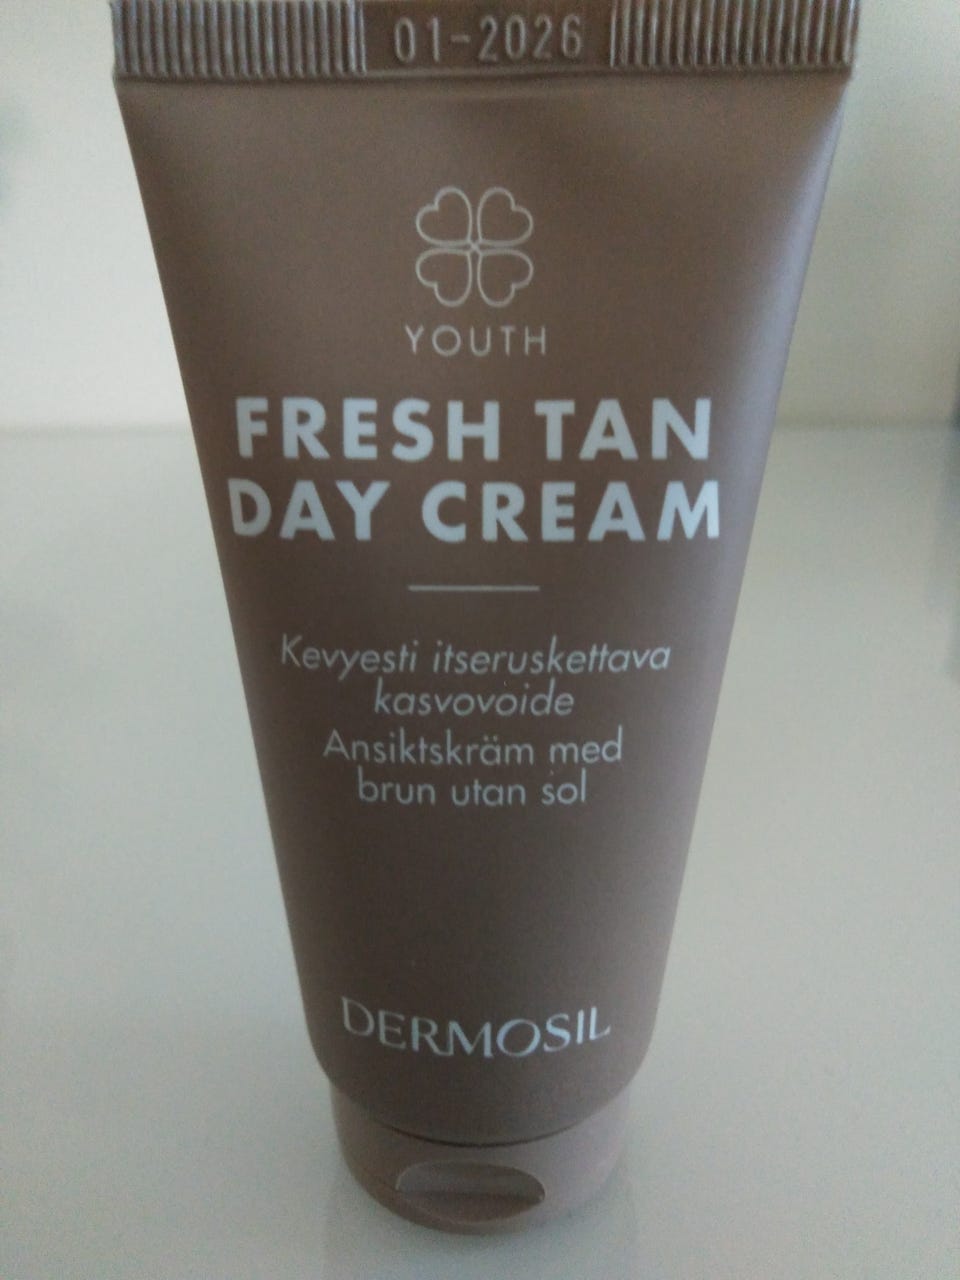 01-2026
YOUTH
FRESH TAN
DAY CREAM
Kevyesti itseruskettava
kasvovoide
Ansiktskräm med
brun utan sol
DERMOSIL